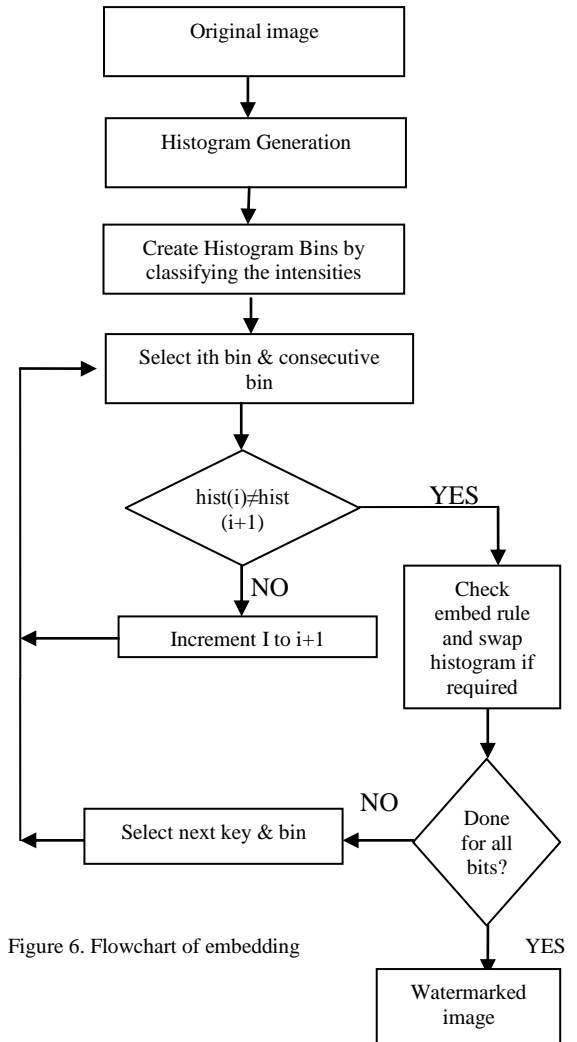 Original image
Histogram Generation
Create Histogram Bins by
classifying the intensities
Select ith bin & consecutive
bin
hist(i)≠hist
(i+1)
YES
NO
Increment I to i+1
Check
embed rule
and swap
histogram if
required
Done
for all
bits?
NO
Select next key & bin
YES
Watermarked
image
Figure 6. Flowchart of embedding